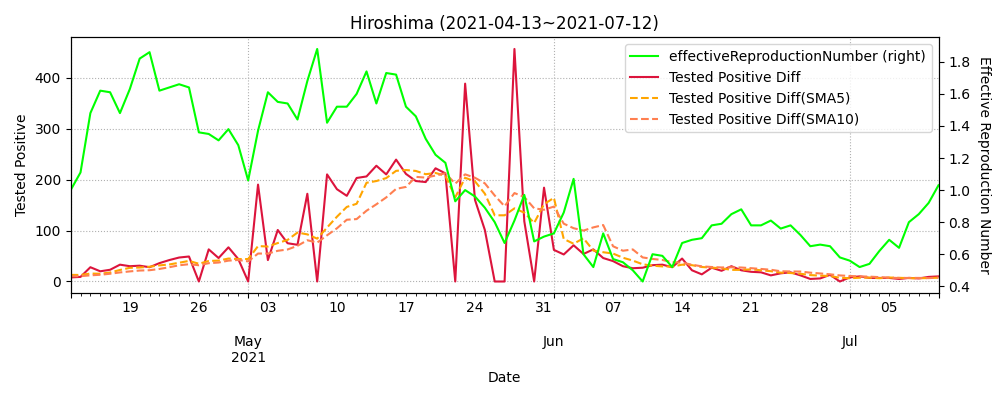 Hiroshima (2021-04-13~2021-07-12)
effectiveReproductionNumber (right)
Tested Positive Diff
Tested Positive Diff(SMA5)
Tested Positive Diff(SMA10)
Tested Positive
400
300
200
100
0
1.8
1.6
1.4
1.2
1.0
0.8
0.6
0.4
Effective Reproduction Number
19 26 03 10 17 24 31 07 14 21 28 05
May Jun Jul
2021
Date